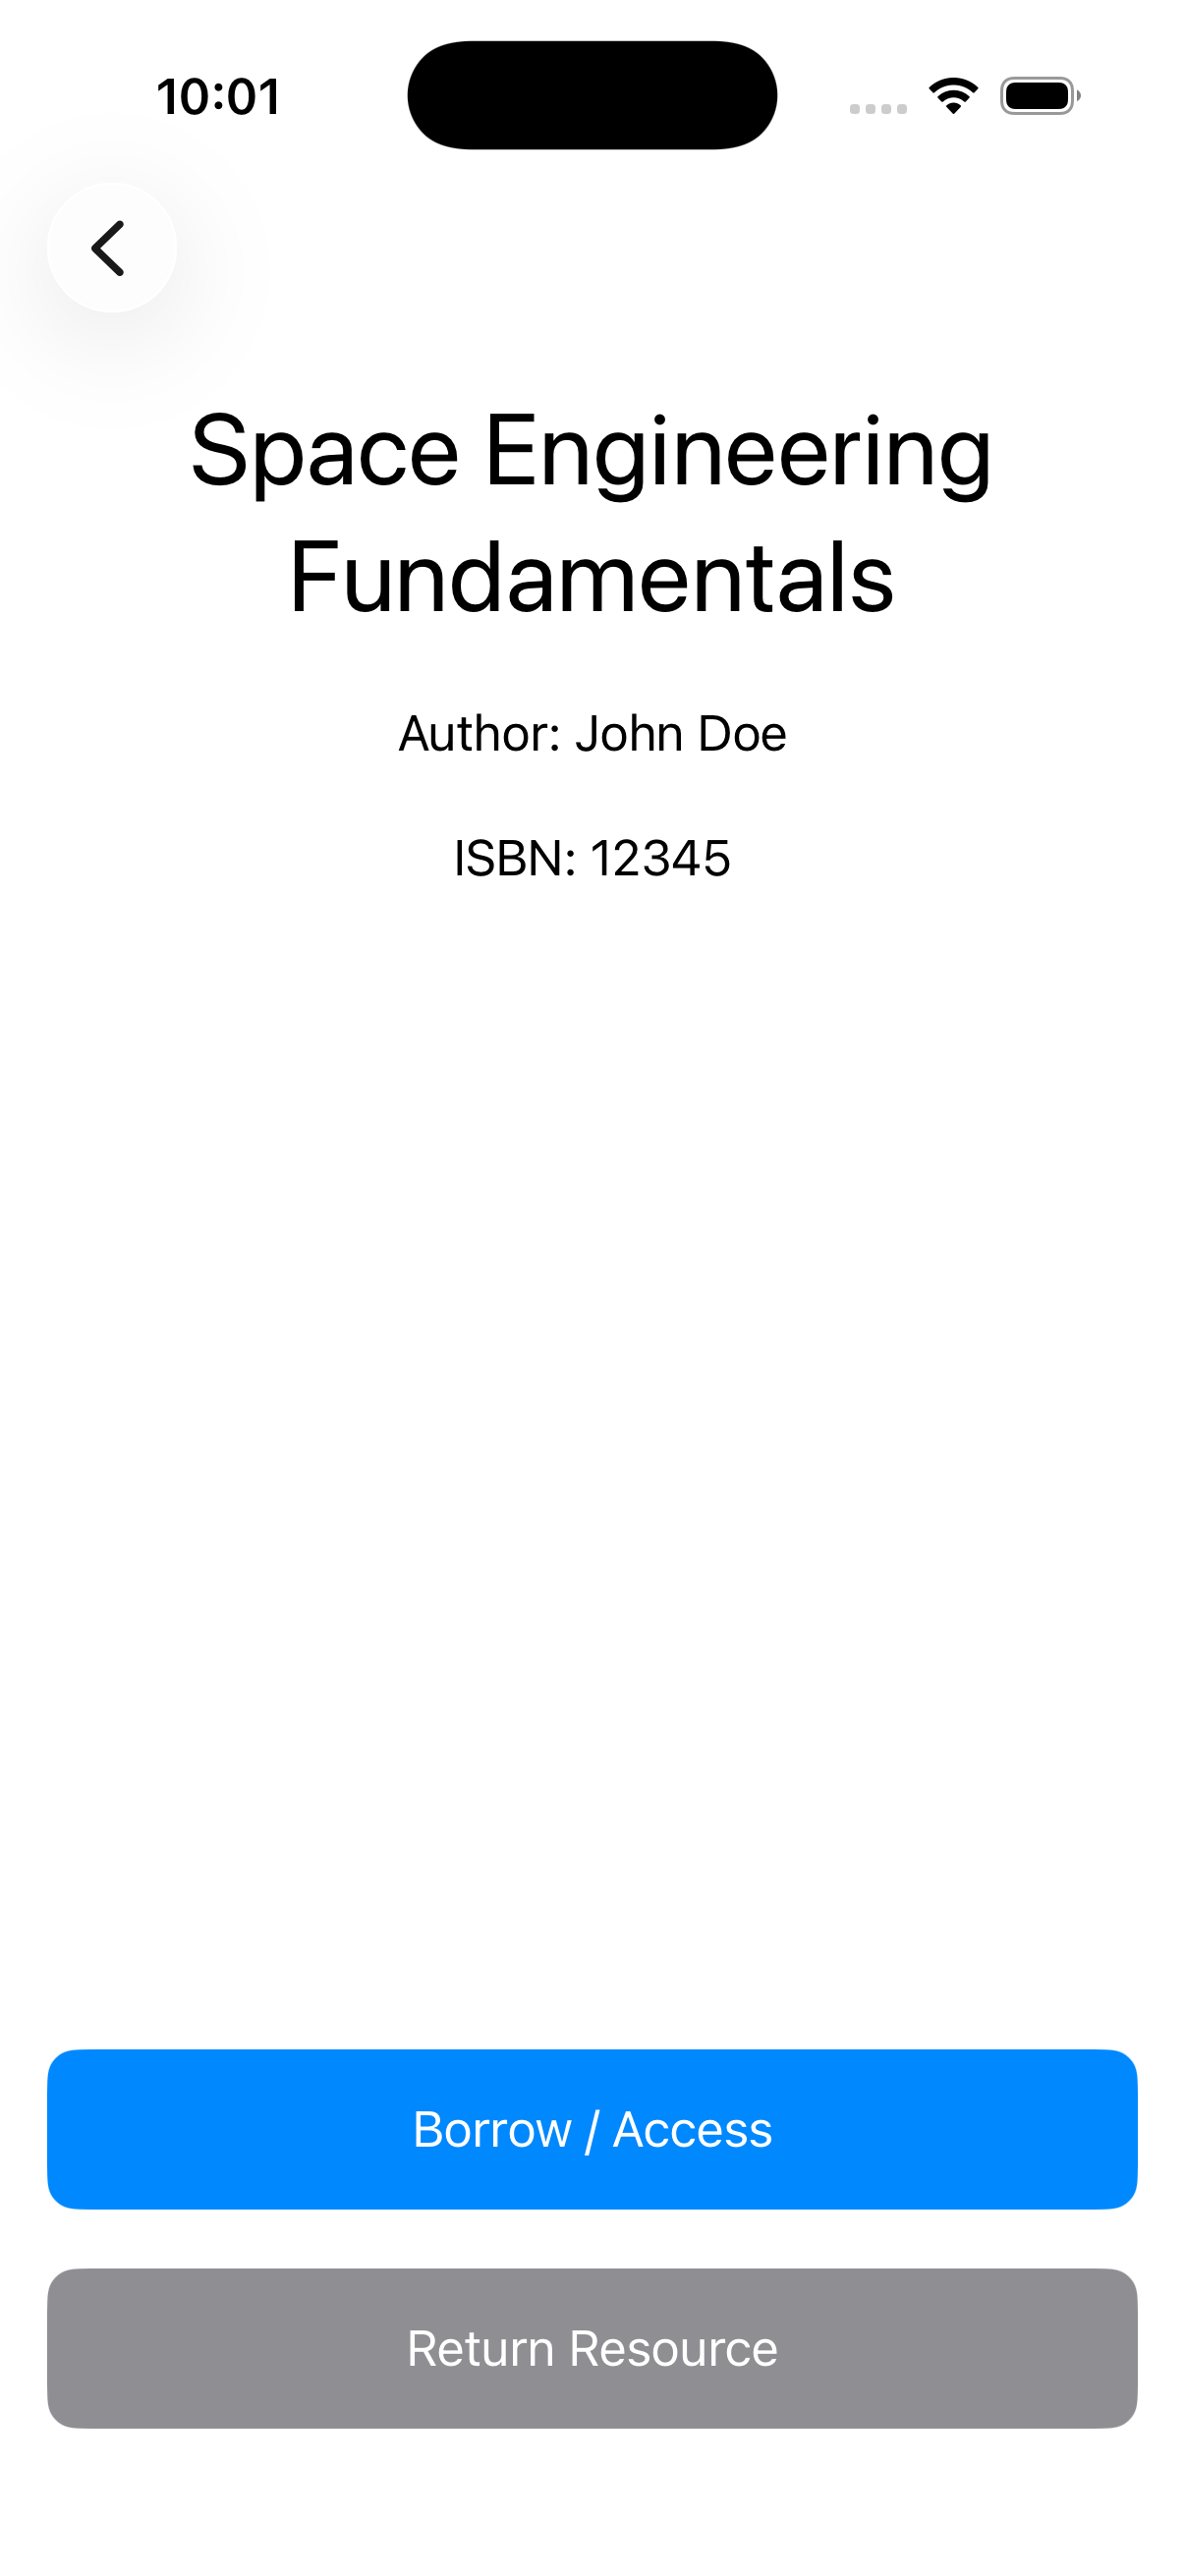 10:01
Space Engineering
Fundamentals
Author: John Doe
ISBN: 12345
Borrow / Access
Return Resource